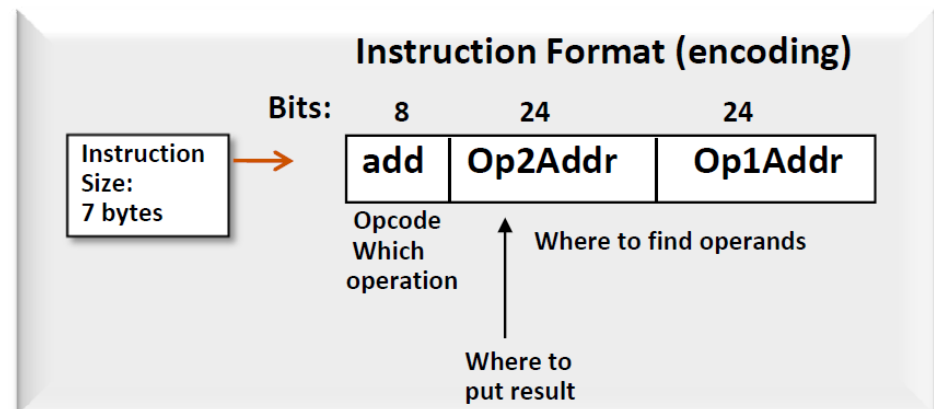 Instruction Format (encoding)
Bits: 8 24 24
Instruction
Size:
7 bytes
add Op2Addr Op1Addr
Opcode
Which
operation
Where to find operands
Where to
put result